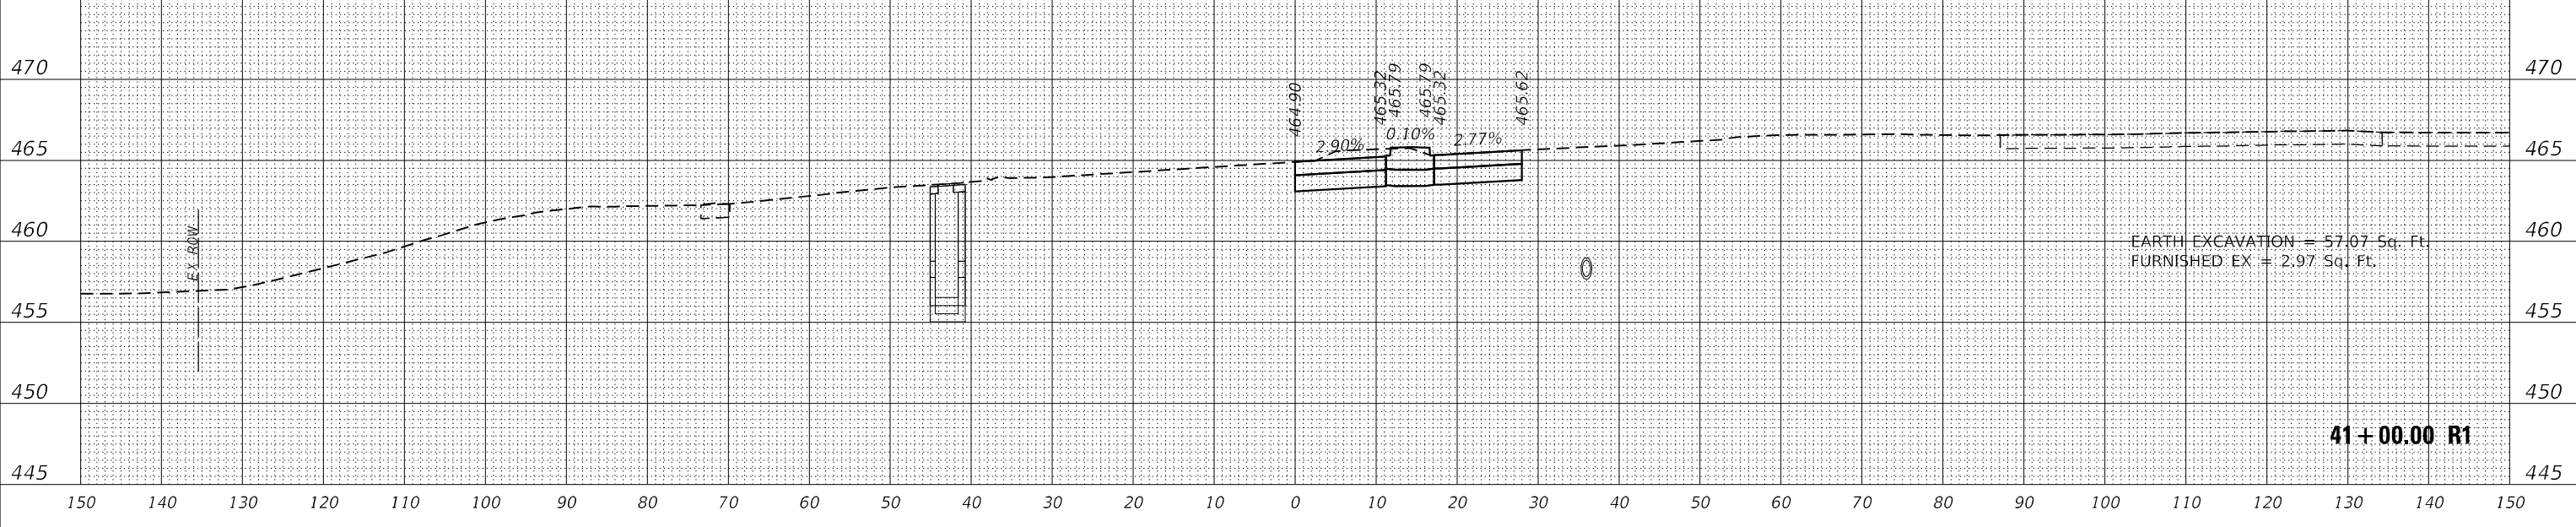 470 470
464.90 465.32 465.79 465.79 465.32 465.62
2.90% 0.10% 2.77%
465 465
460 EX ROW 460
EARTH EXCAVATION = 57.07 Sq. Ft.
FURNISHED EX = 2.97 Sq. Ft.
455 455
450 450
41+00.00 R1
445 445
150 140 130 120 110 100 90 80 70 60 50 40 30 20 10 0 10 20 30 40 50 60 70 80 90 100 110 120 130 140 150